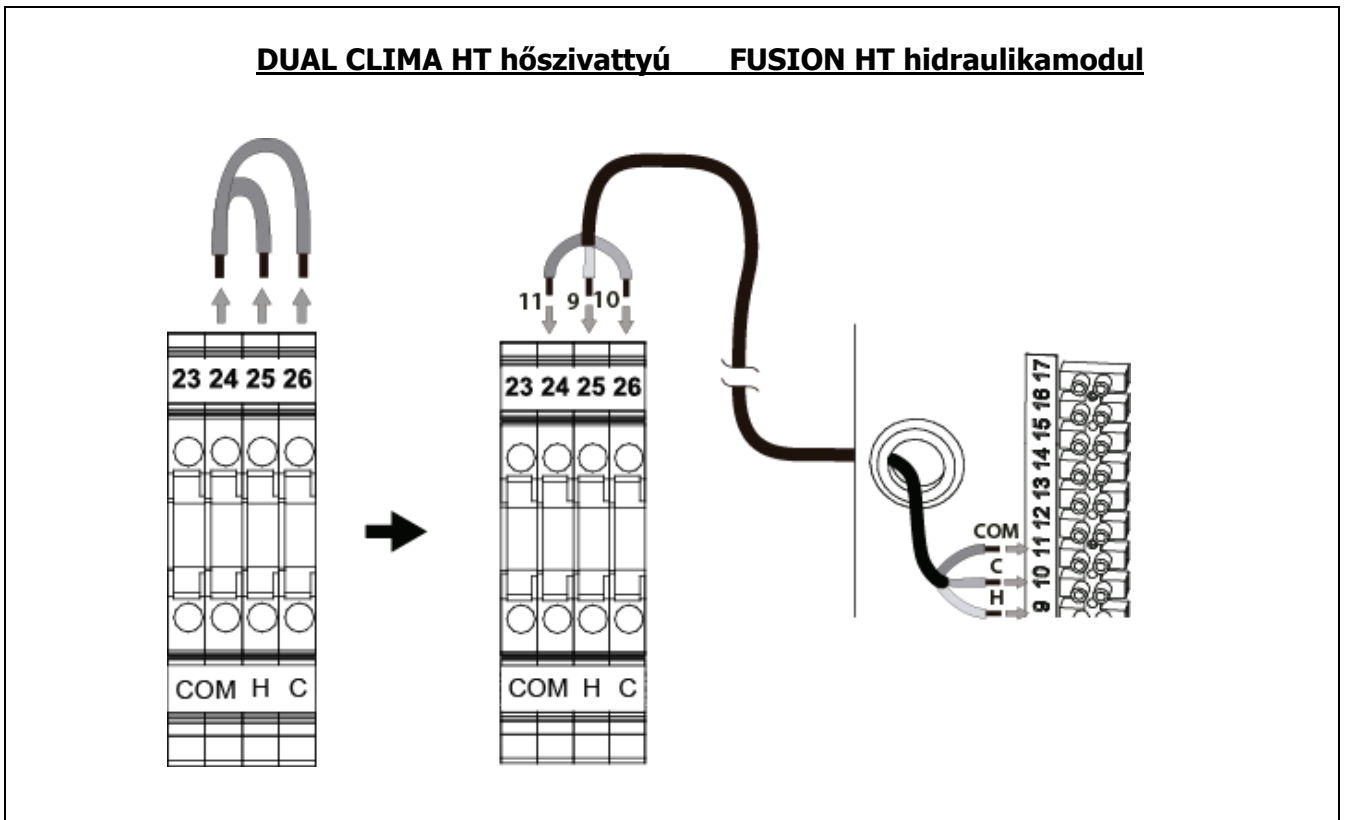 DUAL CLIMA HT hőszivattyú FUSION HT hidraulikamodul
23 24 25 26
COM H C
11 9 10
23 24 25 26
COM H C
COM
C
H
17
16
15
14
13
12
11
10
9